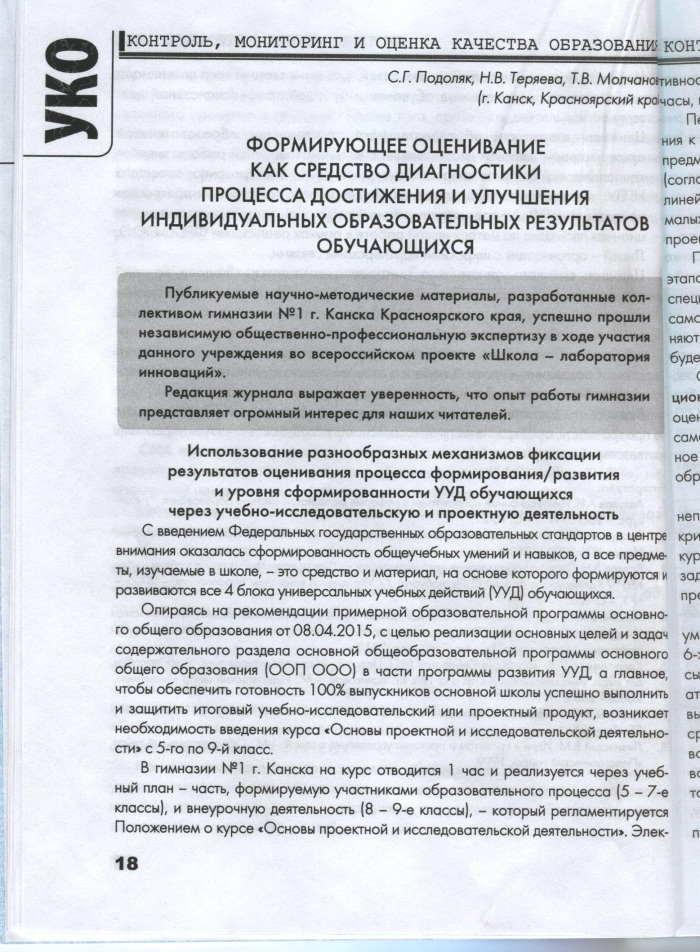 УКО
КОНТРОЛЬ, МОНИТОРИНГ И ОЦЕНКА КАЧЕСТВА ОБРАЗОВАНИ
С.Г. Подоляк, Н.В. Теряева, Т.В. Молчано
(г. Канск, Красноярский кра
ФОРМИРУЮЩЕЕ ОЦЕНИВАНИЕ
КАК СРЕДСТВО ДИАГНОСТИКИ
ПРОЦЕССА ДОСТИЖЕНИЯ И УЛУЧШЕНИЯ
ИНДИВИДУАЛЬНЫХ ОБРАЗОВАТЕЛЬНЫХ РЕЗУЛЬТАТОВ
ОБУЧАЮЩИХСЯ
Публикуемые научно-методические материалы, разработанные кол-
лективом гимназии №1 г. Канска Красноярского края, успешно прошли
независимую общественно-профессиональную экспертизу в ходе участия
данного учреждения во всероссийском проекте «Школа – лаборатория
инноваций».
Редакция журнала выражает уверенность, что опыт работы гимназии
представляет огромный интерес для наших читателей.
Использование разнообразных механизмов фиксации
результатов оценивания процесса формирования/развития
и уровня сформированности УУД обучающихся
через учебно-исследовательскую и проектную деятельность
С введением Федеральных государственных образовательных стандартов в центре
внимания оказалась сформированность общеучебных умений и навыков, а все предме-
ты, изучаемые в школе, – это средство и материал, на основе которого формируются и
развиваются все 4 блока универсальных учебных действий (УУД) обучающихся.
Опираясь на рекомендации примерной образовательной программы основно-
го общего образования от 08.04.2015, с целью реализации основных целей и задач
содержательного раздела основной общеобразовательной программы основного
общего образования (ООП ООО) в части программы развития УУД, а главное,
чтобы обеспечить готовность 100% выпускников основной школы успешно выполнить
и защитить итоговый учебно-исследовательский или проектный продукт, возникает
необходимость введения курса «Основы проектной и исследовательской деятельно-
сти» с 5-го по 9-й класс.
В гимназии №1 г. Канска на курс отводится 1 час и реализуется через учеб-
ный план – часть, формируемую участниками образовательного процесса (5 – 7-е
классы), и внеурочную деятельность (8 – 9-е классы), – который регламентируется
Положением о курсе «Основы проектной и исследовательской деятельности». Элек-
18